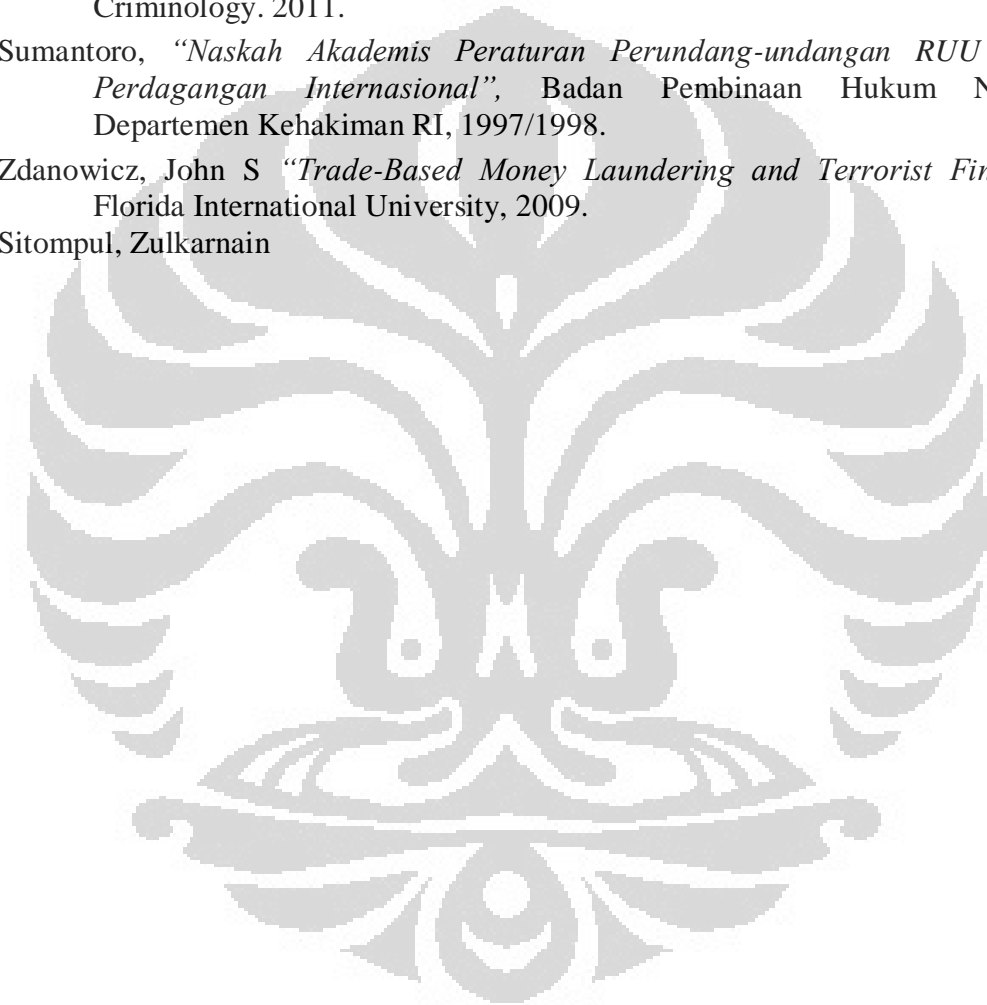 Criminology. 2011.
Sumantoro, “Naskah Akademis Peraturan Perundang-undangan RUU
Perdagangan Internasional”, Badan Pembinaan Hukum N
Departemen Kehakiman RI, 1997/1998.
Zdanowicz, John S “Trade-Based Money Laundering and Terrorist Fin
Florida International University, 2009.
Sitompul, Zulkarnain